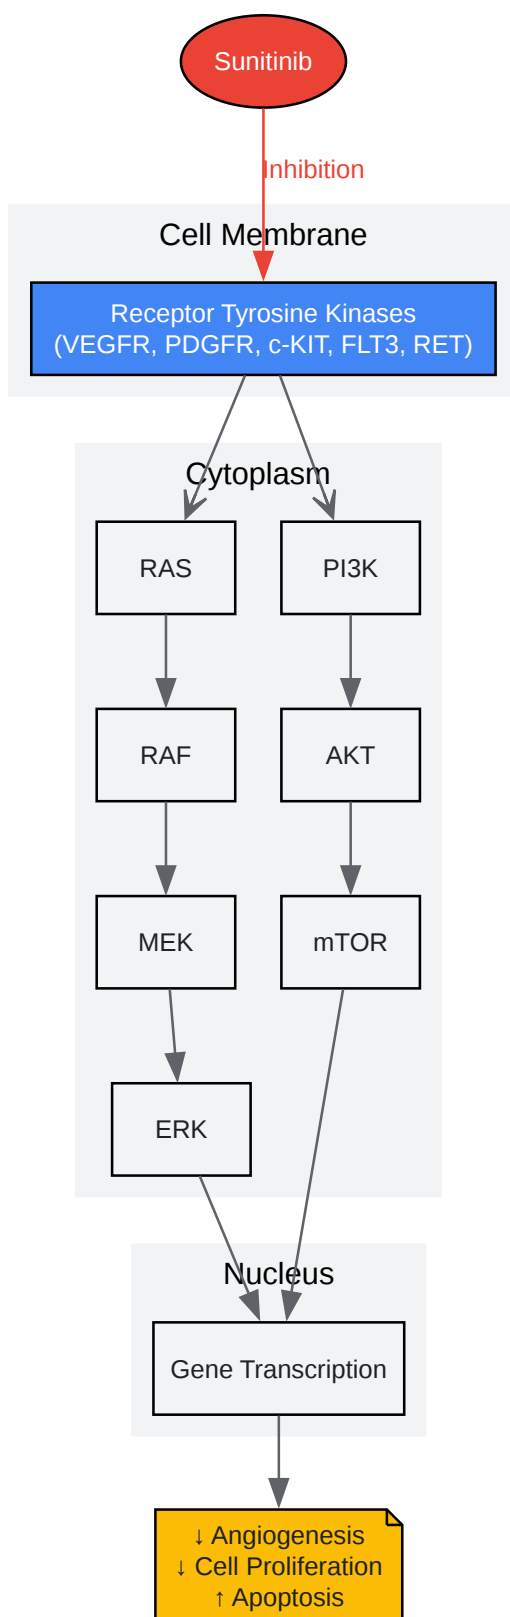 Sunitinib
Inhibition
Cell Membrane
Receptor Tyrosine Kinases
(VEGFR, PDGFR, c-KIT, FLT3, RET)
Cytoplasm
RAS
PI3K
RAF
AKT
MEK
mTOR
ERK
Nucleus
Gene Transcription
↓ Angiogenesis
↓ Cell Proliferation
↑ Apoptosis